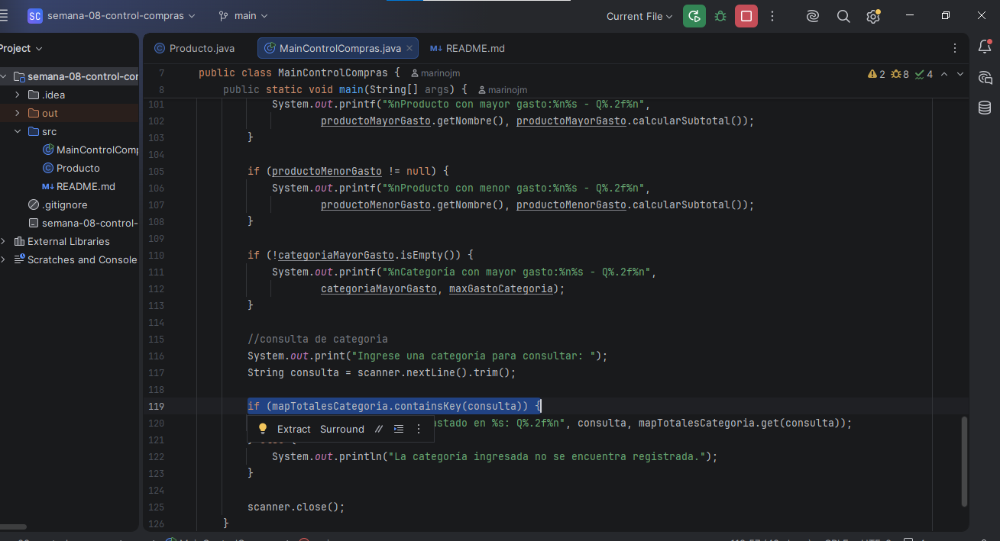 SC semana-08-control-compras main Current File
Project
semana-08-control-cor
.idea
out
src
MainControlComp
Producto
README.md
.gitignore
semana-08-control-
External Libraries
Scratches and Console
Producto.java MainControlCompras.java README.md
2 8 4
7 public class MainControlCompras { marinojm
8 public static void main(String[] args) { marinojm
101 System.out.printf("%nProducto con mayor gasto:%n%s - Q%.2f%n",
102 productoMayorGasto.getNombre(), productoMayorGasto.calcularSubtotal());
103 }
104
105 if (productoMenorGasto != null) {
106 System.out.printf("%nProducto con menor gasto:%n%s - Q%.2f%n",
107 productoMenorGasto.getNombre(), productoMenorGasto.calcularSubtotal());
108 }
109
110 if (!categoriaMayorGasto.isEmpty()) {
111 System.out.printf("%nCategoría con mayor gasto:%n%s - Q%.2f%n",
112 categoriaMayorGasto, maxGastoCategoria);
113 }
114
115 //consulta de categoria
116 System.out.print("Ingrese una categoría para consultar: ");
117 String consulta = scanner.nextLine().trim();
118
119 if (mapTotalesCategoria.containsKey(consulta)) {
120 astado en %s: Q%.2f%n", consulta, mapTotalesCategoria.get(consulta));
Extract Surround //
121
122 System.out.println("La categoría ingresada no se encuentra registrada.");
123 }
124
125 scanner.close();
126 }